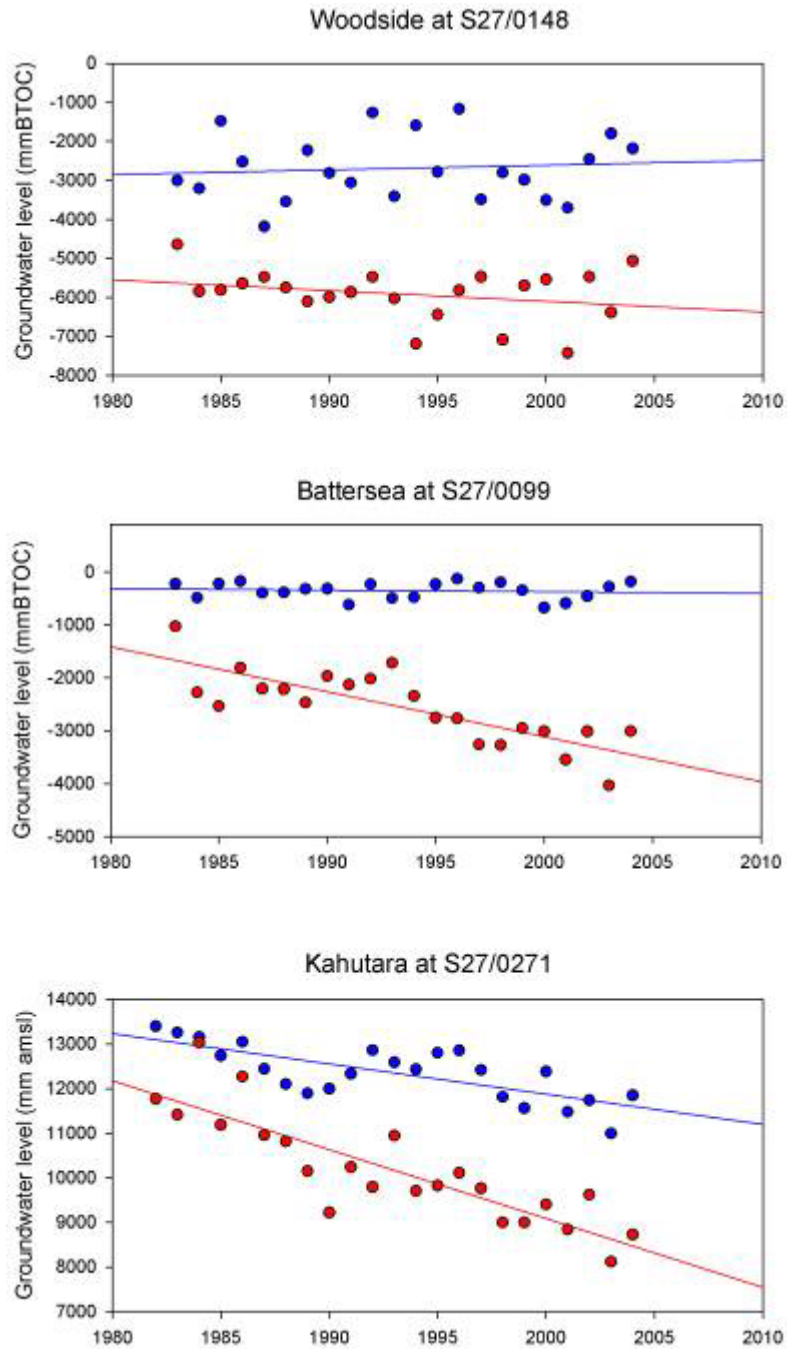 Woodside at S27/0148
Groundwater level (mmBTOC)
0
-1000
-2000
-3000
-4000
-5000
-6000
-7000
-8000
1980 1985 1990 1995 2000 2005 2010
Battersea at S27/0099
Groundwater level (mmBTOC)
0
-1000
-2000
-3000
-4000
-5000
1980 1985 1990 1995 2000 2005 2010
Kahutara at S27/0271
Groundwater level (mm amsl)
14000
13000
12000
11000
10000
9000
8000
7000
1980 1985 1990 1995 2000 2005 2010